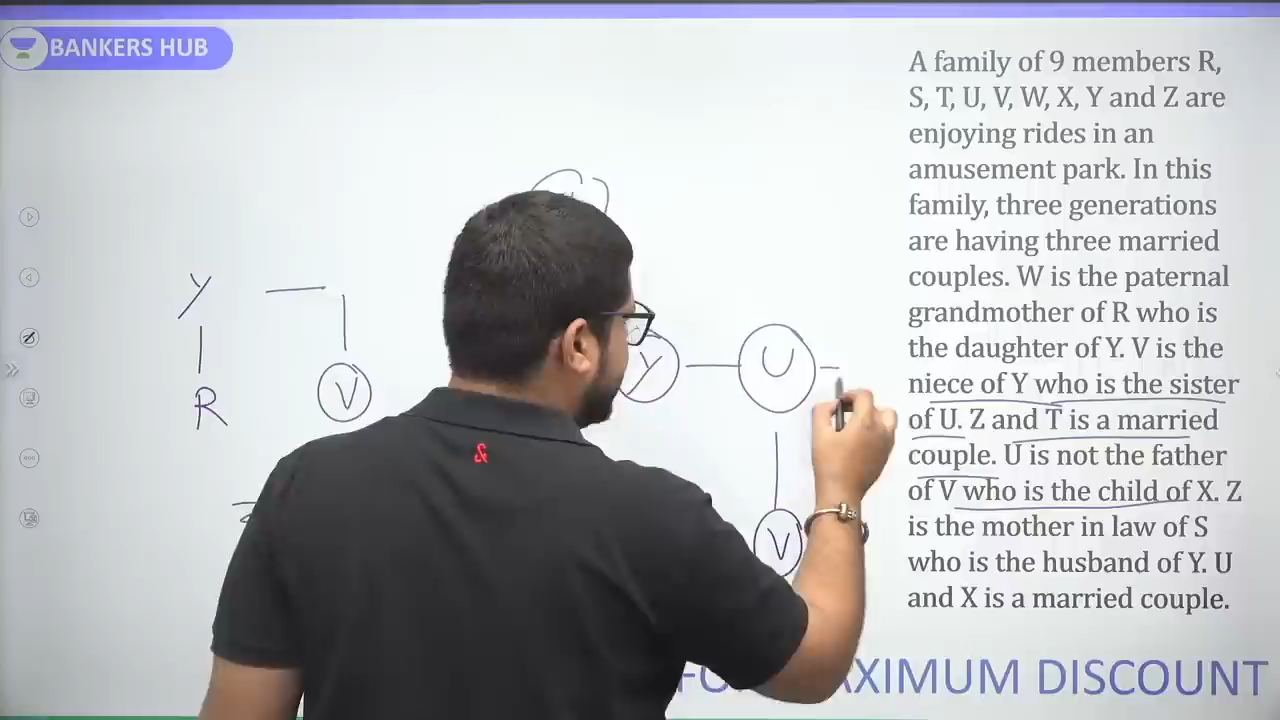 BANKERS HUB
A family of 9 members R,
S, T, U, V, W, X, Y and Z are
enjoying rides in an
amusement park. In this
family, three generations
are having three married
couples. W is the paternal
grandmother of R who is
the daughter of Y. V is the
niece of Y who is the sister
of U. Z and T is a married
couple. U is not the father
of V who is the child of X. Z
is the mother in law of S
who is the husband of Y. U
and X is a married couple.
Y
R
V
Y
U
V
AXIMUM DISCOUNT